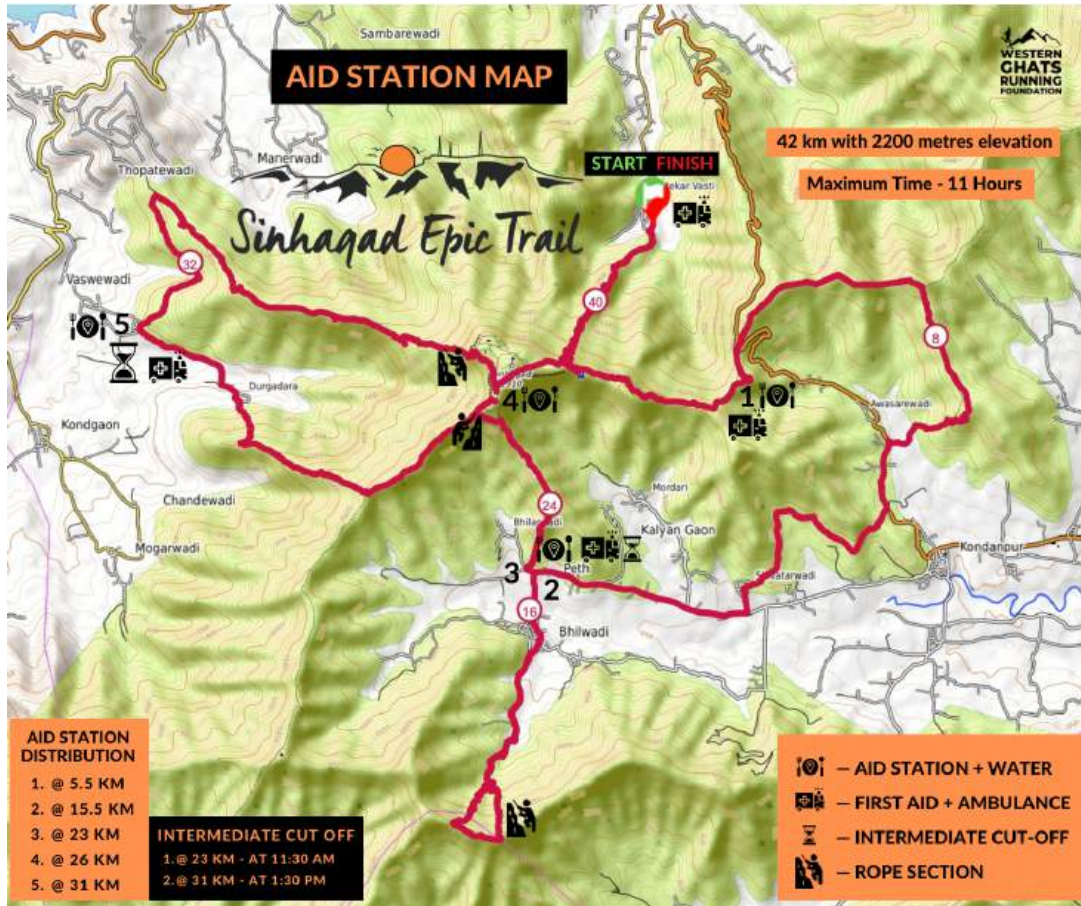 Sambarewadi
AID STATION MAP
WESTERN
GHATS
RUNNING
FOUNDATION
42 km with 2200 metres elevation
Manerwadi
START FINISH
Thopatewadi
ekar Vasti
Maximum Time - 11 Hours
Sinhagad Epic Trail
32
Vaswewadi
40
5
8
Durgadara
4
1
Awasarewadi
Kondgaon
Mordari
Chandewadi
24
Kalyan Gaon
Mogarwadi
Kondanpur
3
Peth
2
16
Bhilwadi
AID STATION
DISTRIBUTION
1. @ 5.5 KM
2. @ 15.5 KM
3. @ 23 KM
4. @ 26 KM
5. @ 31 KM
INTERMEDIATE CUT OFF
1.@ 23 KM - AT 11:30 AM
2.@ 31 KM - AT 1:30 PM
– AID STATION + WATER
– FIRST AID + AMBULANCE
– INTERMEDIATE CUT-OFF
– ROPE SECTION